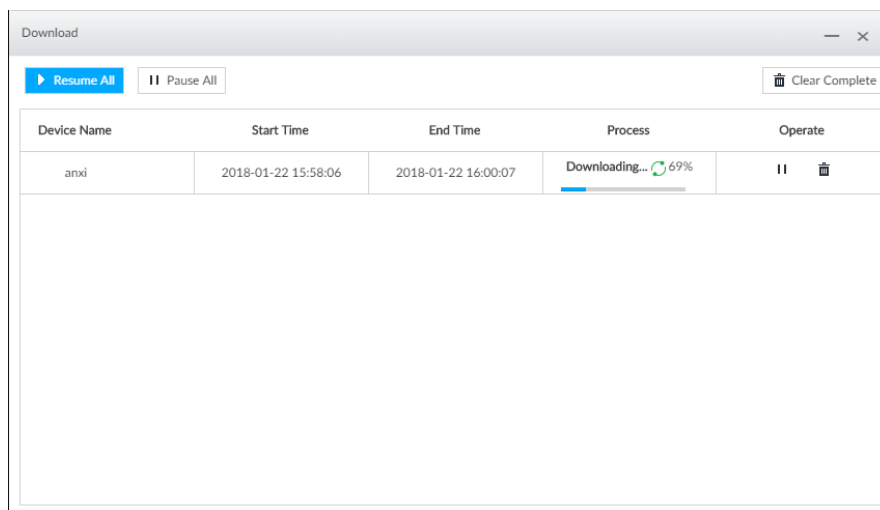 Download
Resume All Pause All Clear Complete
Device Name Start Time End Time Process Operate
anxi 2018-01-22 15:58:06 2018-01-22 16:00:07 Downloading... 69%